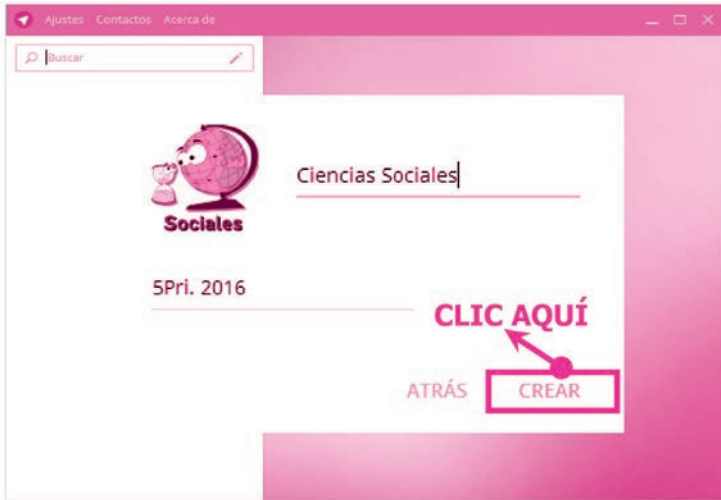 Ajustes Contactos Acerca de
Buscar
Ciencias Sociales
Sociales
5Pri. 2016
CLIC AQUÍ
ATRÁS CREAR